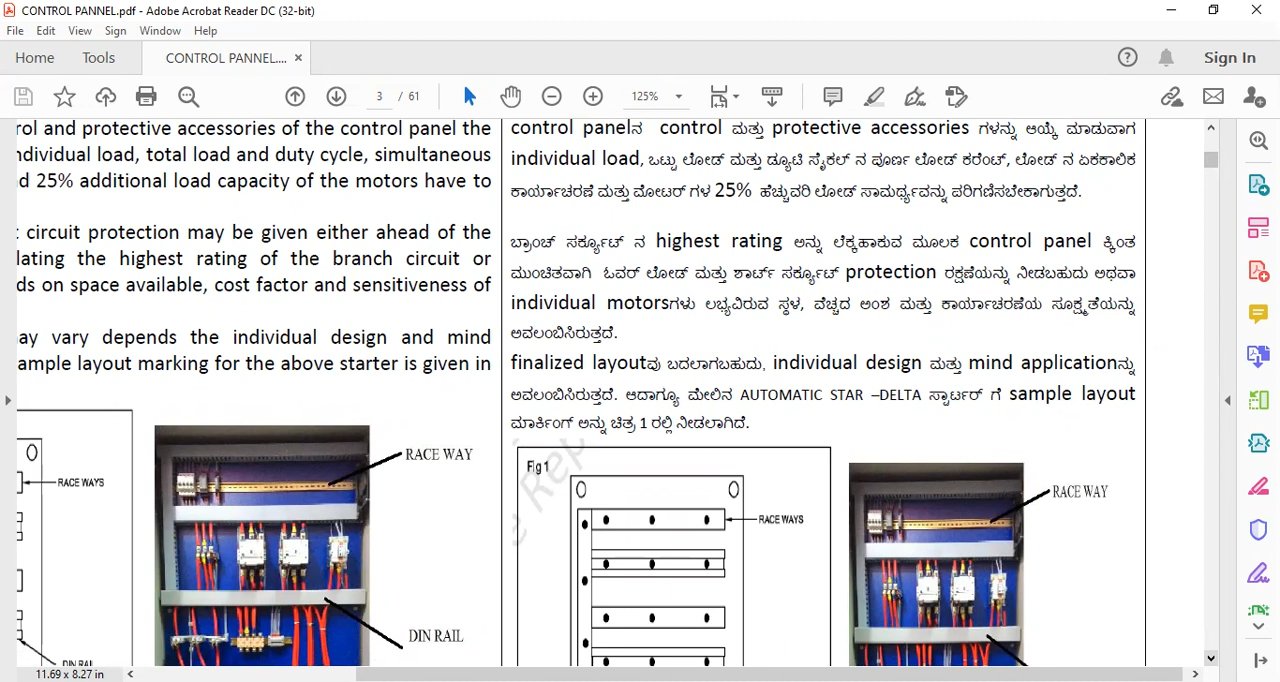 CONTROL PANNEL.pdf - Adobe Acrobat Reader DC (32-bit)
File Edit View Sign Window Help
Home Tools CONTROL PANNEL.... × Sign In
3 / 61 125%
rol and protective accessories of the control panel the
ndividual load, total load and duty cycle, simultaneous
d 25% additional load capacity of the motors have to
circuit protection may be given either ahead of the
lating the highest rating of the branch circuit or
ds on space available, cost factor and sensitiveness of
ay vary depends the individual design and mind
ample layout marking for the above starter is given in
RACE WAYS
DIN RAIL
RACE WAY
DIN RAIL
control panelನ control ಮತ್ತು protective accessories ಗಳನ್ನು ಆಯ್ಕೆ ಮಾಡುವಾಗ
individual load, ಒಟ್ಟು ಲೋಡ್ ಮತ್ತು ಡ್ಯೂಟಿ ಸೈಕಲ್ ನ ಪೂರ್ಣ ಲೋಡ್ ಕರೆಂಟ್, ಲೋಡ್ ನ ಏಕಕಾಲಿಕ
ಕಾರ್ಯಾಚರಣೆ ಮತ್ತು ಮೋಟರ್ ಗಳ 25% ಹೆಚ್ಚುವರಿ ಲೋಡ್ ಸಾಮರ್ಥ್ಯವನ್ನು ಪರಿಗಣಿಸಬೇಕಾಗುತ್ತದೆ.
ಬ್ರಾಂಚ್ ಸರ್ಕ್ಯೂಟ್ ನ highest rating ಅನ್ನು ಲೆಕ್ಕಹಾಕುವ ಮೂಲಕ control panel ಕ್ಕಿಂತ
ಮುಂಚಿತವಾಗಿ ಓವರ್ ಲೋಡ್ ಮತ್ತು ಶಾರ್ಟ್ ಸರ್ಕ್ಯೂಟ್ protection ರಕ್ಷಣೆಯನ್ನು ನೀಡಬಹುದು ಅಥವಾ
individual motorsಗಳು ಲಭ್ಯವಿರುವ ಸ್ಥಳ, ವೆಚ್ಚದ ಅಂಶ ಮತ್ತು ಕಾರ್ಯಾಚರಣೆಯ ಸೂಕ್ಷ್ಮತೆಯನ್ನು
ಅವಲಂಬಿಸಿರುತ್ತದೆ.
finalized layoutವು ಬದಲಾಗಬಹುದು, individual design ಮತ್ತು mind applicationನ್ನು
ಅವಲಂಬಿಸಿರುತ್ತದೆ. ಆದಾಗ್ಯೂ ಮೇಲಿನ AUTOMATIC STAR –DELTA ಸ್ಟಾರ್ಟರ್ ಗೆ sample layout
ಮಾರ್ಕಿಂಗ್ ಅನ್ನು ಚಿತ್ರ 1 ರಲ್ಲಿ ನೀಡಲಾಗಿದೆ.
Fig 1
RACE WAYS
RACE WAY
11.69 x 8.27 in